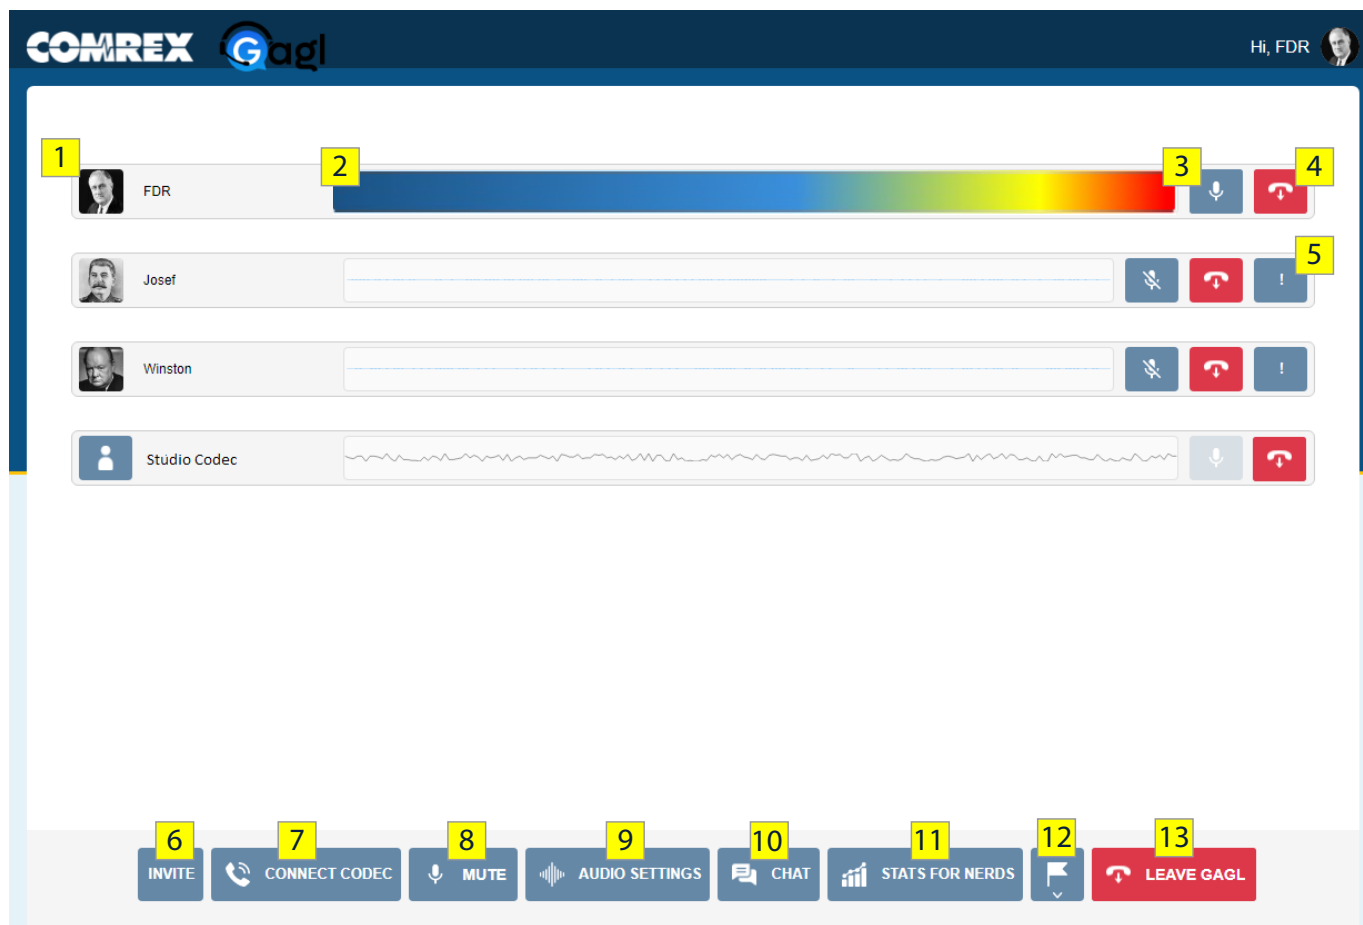 COMREX Gagl
Hi, FDR
1
2
3
4
FDR
5
Josef
!
Winston
!
Studio Codec
6
7
8
9
10
11
12
13
INVITE
CONNECT CODEC
MUTE
AUDIO SETTINGS
CHAT
STATS FOR NERDS
LEAVE GAGL